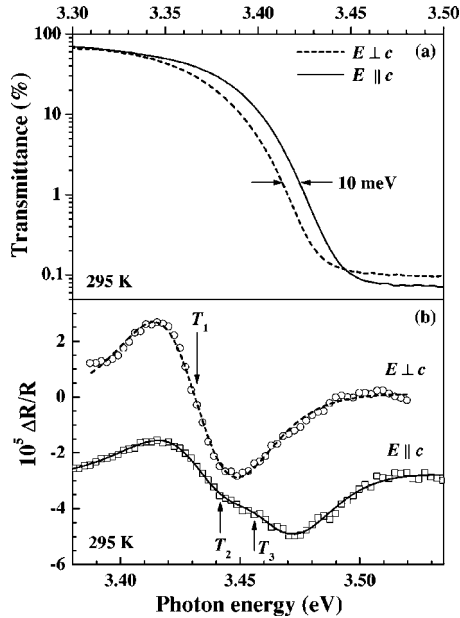 3.30 3.35 3.40 3.45 3.50
100
10
1
0.1
Transmittance (%)
E ⊥ c
E || c
(a)
10 meV
295 K
2
0
-2
-4
-6
10⁵ ΔR/R
(b)
T₁
E ⊥ c
E || c
T₂
T₃
295 K
3.40 3.45 3.50
Photon energy (eV)